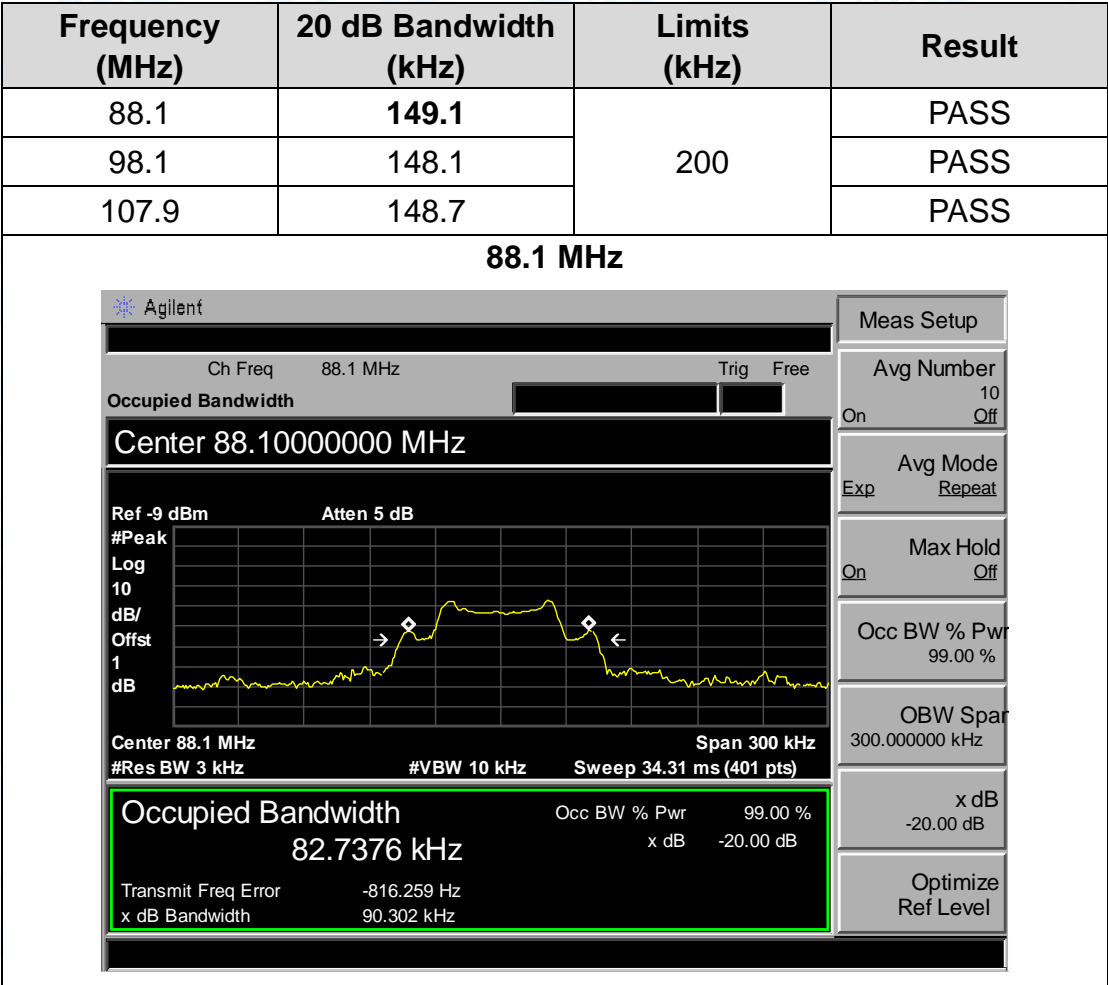 Frequency (MHz) 20 dB Bandwidth (kHz) Limits (kHz) Result
88.1 149.1 200 PASS
98.1 148.1 PASS
107.9 148.7 PASS
88.1 MHz
Agilent
Ch Freq 88.1 MHz Trig Free
Occupied Bandwidth
Center 88.10000000 MHz
Ref -9 dBm Atten 5 dB
#Peak
Log
10
dB/
Offst
1
dB
Center 88.1 MHz Span 300 kHz
#Res BW 3 kHz #VBW 10 kHz Sweep 34.31 ms (401 pts)
Occupied Bandwidth Occ BW % Pwr 99.00 %
82.7376 kHz x dB -20.00 dB
Transmit Freq Error -816.259 Hz
x dB Bandwidth 90.302 kHz
Meas Setup
Avg Number
10
On Off
Avg Mode
Exp Repeat
Max Hold
On Off
Occ BW % Pwr
99.00 %
OBW Span
300.000000 kHz
x dB
-20.00 dB
Optimize
Ref Level